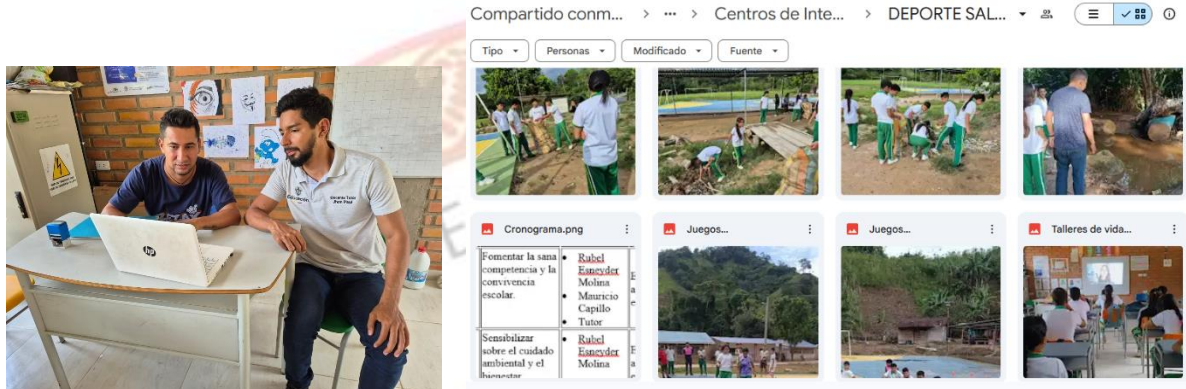 Compartido conm... > ... > Centros de Inte... > DEPORTE SAL...
Tipo Personas Modificado Fuente
Cronograma.png
Juegos...
Juegos...
Talleres de vida...
Fomentar la sana
competencia y la
convivencia
escolar.
• Rubel
Esneyder
Molina
• Mauricio
Capillo
• Tutor
Sensibilizar
sobre el cuidado
ambiental y el
bienestar
• Rubel
Esneyder
Molina
hp